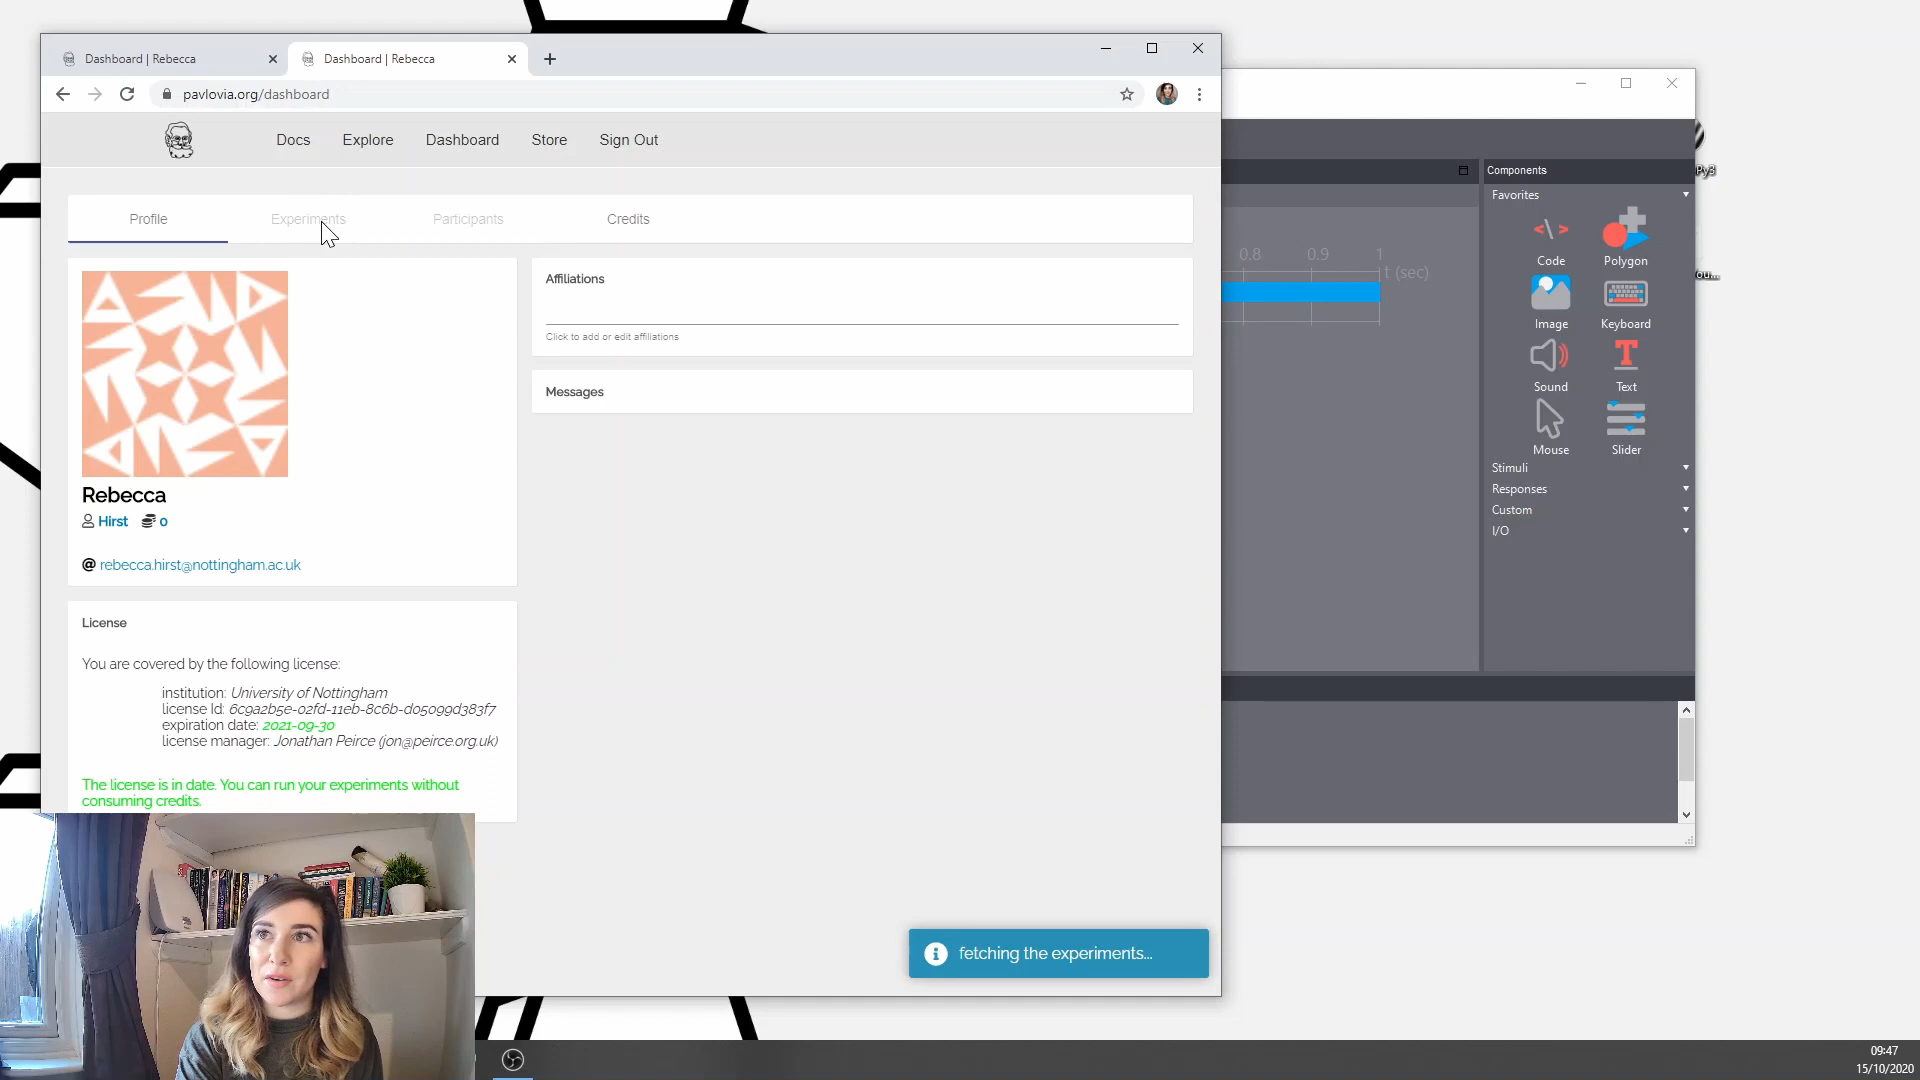 Dashboard | Rebecca
Dashboard | Rebecca
pavlovia.org/dashboard
Docs
Explore
Dashboard
Store
Sign Out
Profile
Experiments
Participants
Credits
Rebecca
Hirst 0
@ rebecca.hirst@nottingham.ac.uk
License
You are covered by the following license:
institution: University of Nottingham
license Id: 6c9a2b5e-02fd-11eb-8c6b-d05099d383f7
expiration date: 2021-09-30
license manager: Jonathan Peirce (jon@peirce.org.uk)
The license is in date. You can run your experiments without
consuming credits.
Affiliations
Click to add or edit affiliations
Messages
fetching the experiments...
0.8
0.9
1
t (sec)
Components
Favorites
Code
Polygon
Image
Keyboard
Sound
Text
Mouse
Slider
Stimuli
Responses
Custom
I/O
Py3
ou...
09:47
15/10/2020